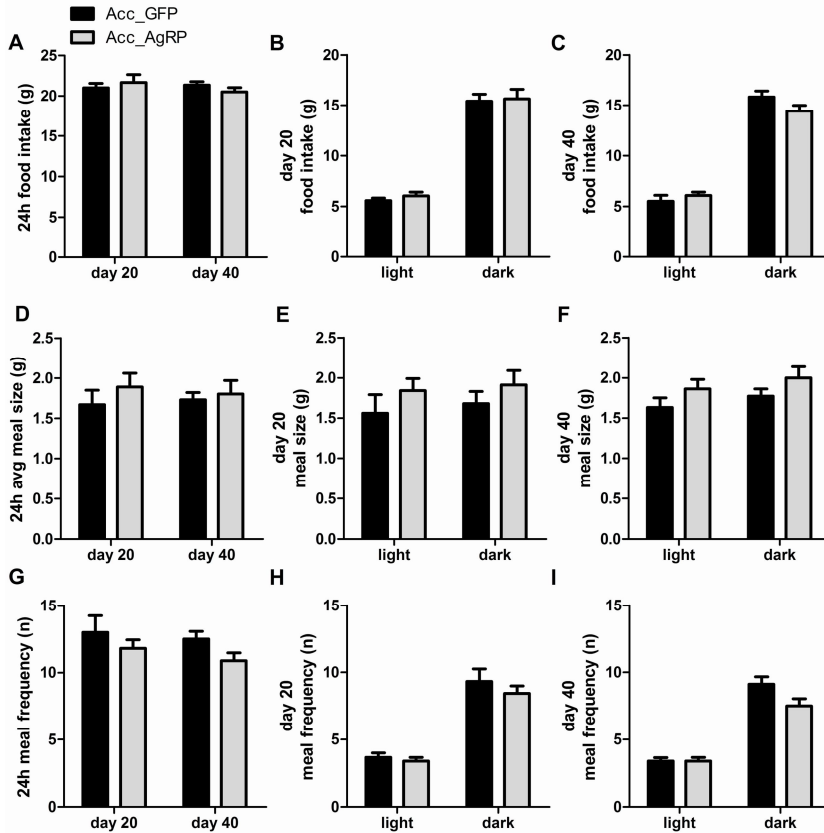 Acc_GFP
Acc_AgRP
A
24h food intake (g)
25
20
15
10
5
0
day 20
day 40
B
day 20
food intake (g)
20
15
10
5
0
light
dark
C
day 40
food intake (g)
20
15
10
5
0
light
dark
D
24h avg meal size (g)
2.5
2.0
1.5
1.0
0.5
0.0
day 20
day 40
E
day 20
meal size (g)
2.5
2.0
1.5
1.0
0.5
0.0
light
dark
F
day 40
meal size (g)
2.5
2.0
1.5
1.0
0.5
0.0
light
dark
G
24h meal frequency (n)
15
10
5
0
day 20
day 40
H
day 20
meal frequency (n)
15
10
5
0
light
dark
I
day 40
meal frequency (n)
15
10
5
0
light
dark